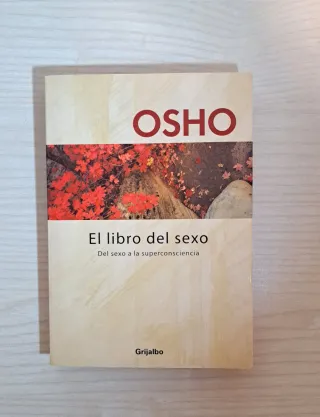 OSHO
El libro del sexo
Del sexo a la superconsciencia
Grijalbo